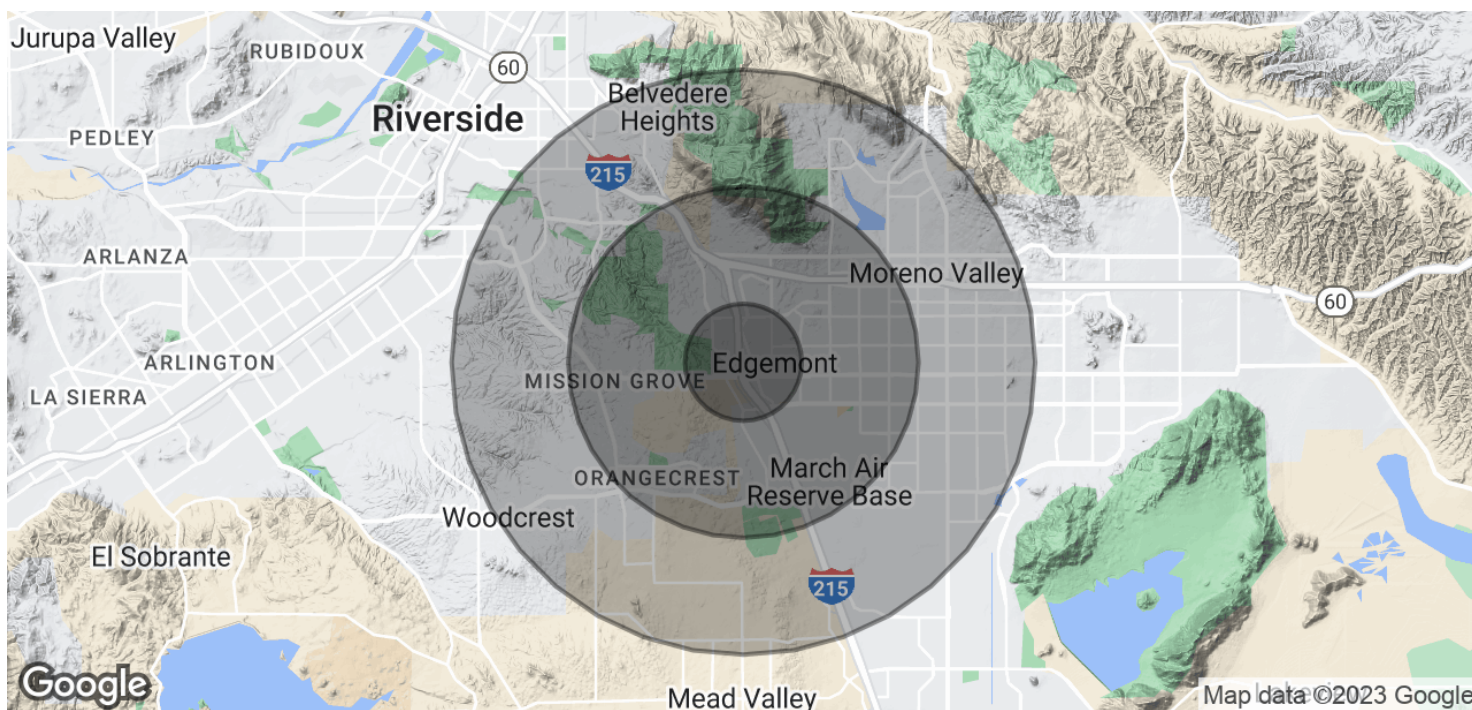 Jurupa Valley
RUBIDOUX
60
Belvedere
Heights
Riverside
PEDLEY
215
ARLANZA
Moreno Valley
60
ARLINGTON
Edgemont
MISSION GROVE
LA SIERRA
March Air
Reserve Base
ORANGECREST
Woodcrest
El Sobrante
215
Google
Mead Valley
Map data ©2023 Google